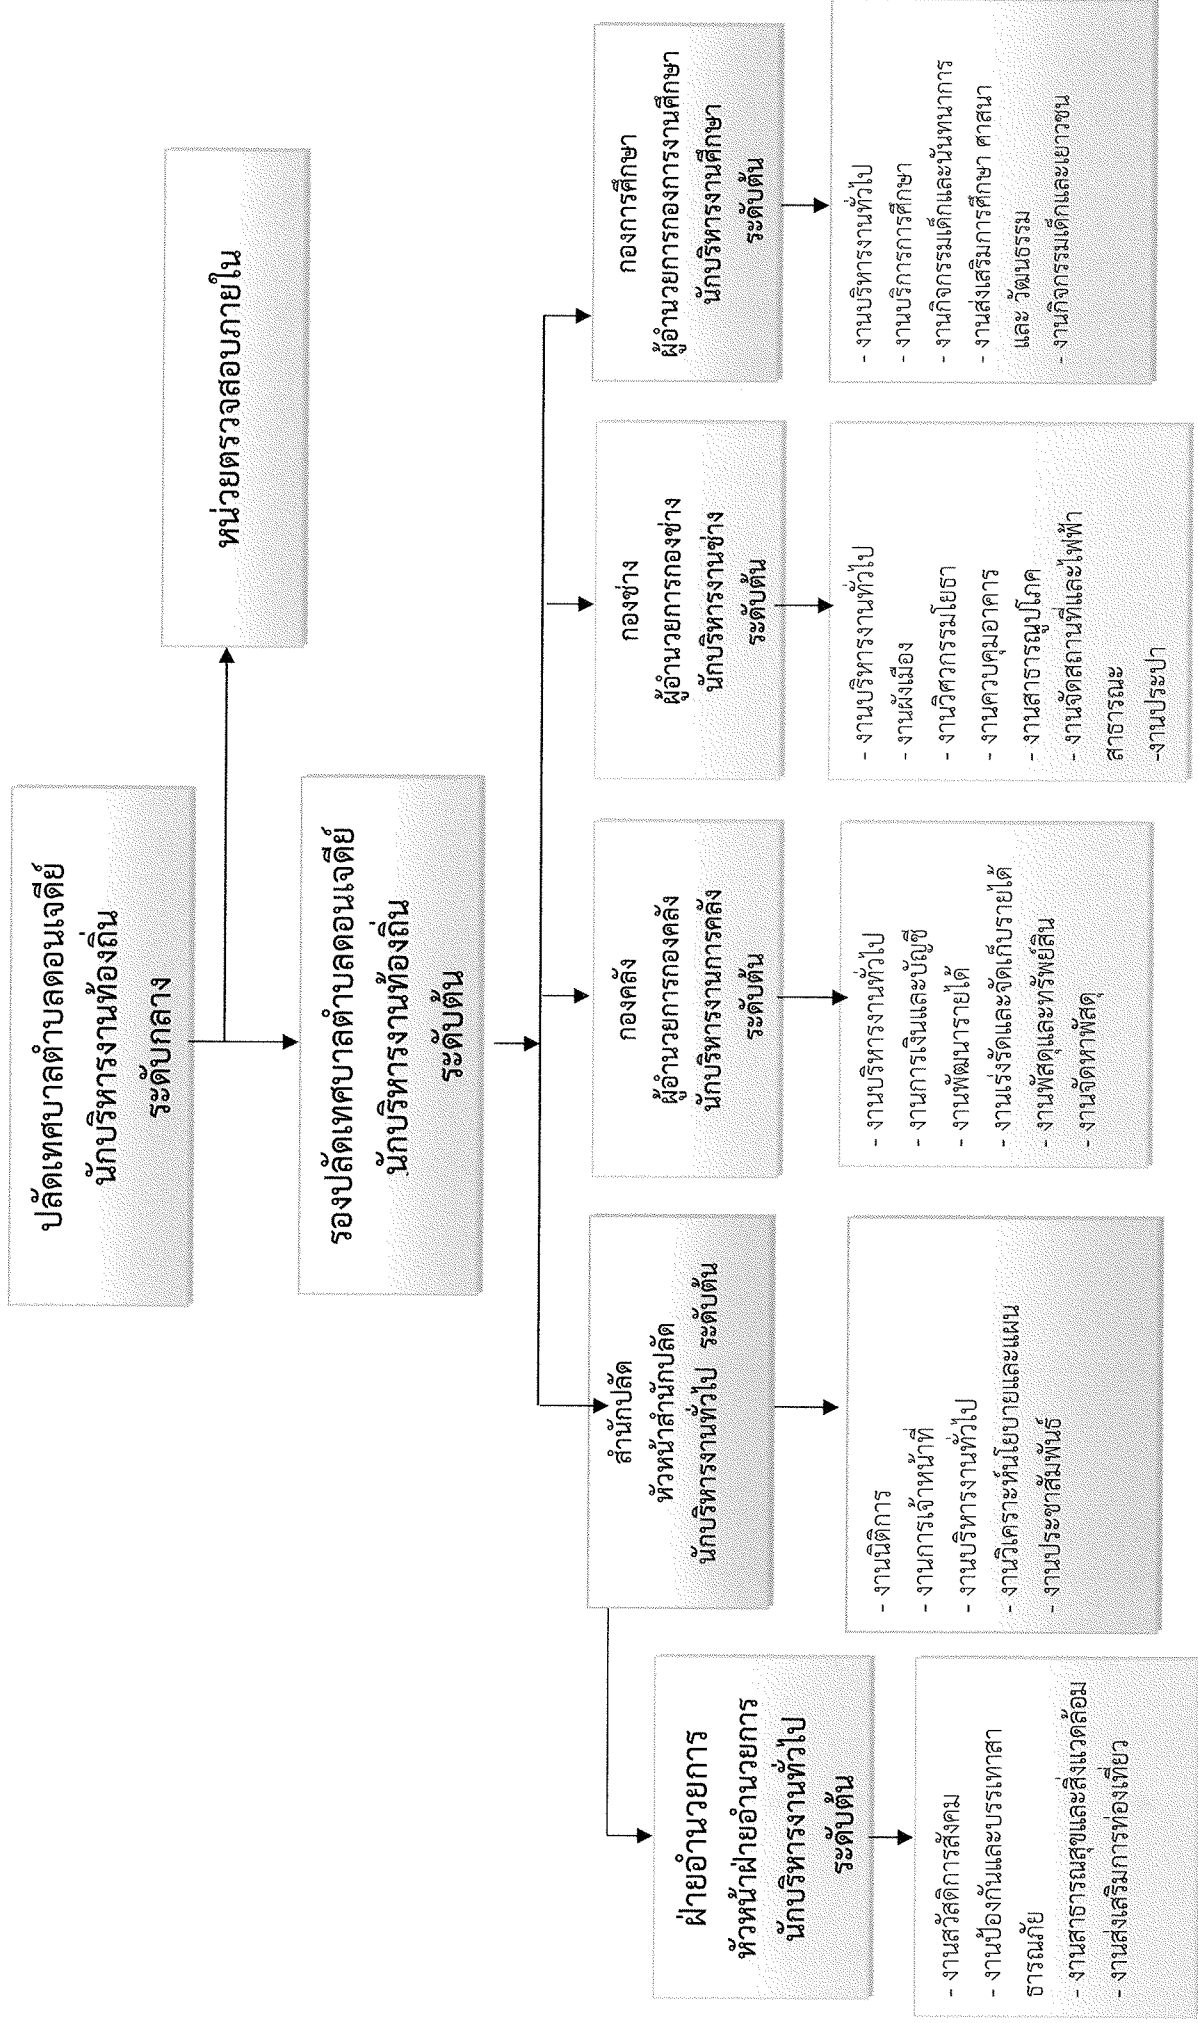 ปลัดเทศบาลตำบลดอนเจดีย์
นักบริหารงานท้องถิ่น
ระดับกลาง
หน่วยตรวจสอบภายใน
รองปลัดเทศบาลตำบลดอนเจดีย์
นักบริหารงานท้องถิ่น
ระดับต้น
ฝ่ายอำนวยการ
หัวหน้าฝ่ายอำนวยการ
นักบริหารงานทั่วไป
ระดับต้น
- งานสวัสดิการสังคม
- งานป้องกันและบรรเทาสา
ธารณภัย
- งานสาธารณสุขและสิ่งแวดล้อม
- งานส่งเสริมการท่องเที่ยว
สำนักปลัด
หัวหน้าสำนักปลัด
นักบริหารงานทั่วไป ระดับต้น
- งานนิติการ
- งานการเจ้าหน้าที่
- งานบริหารงานทั่วไป
- งานวิเคราะห์นโยบายและแผน
- งานประชาสัมพันธ์
กองคลัง
ผู้อำนวยการกองคลัง
นักบริหารงานการคลัง
ระดับต้น
- งานบริหารงานทั่วไป
- งานการเงินและบัญชี
- งานพัฒนารายได้
- งานเร่งรัดและจัดเก็บรายได้
- งานพัสดุและทรัพย์สิน
- งานจัดหาพัสดุ
กองช่าง
ผู้อำนวยการกองช่าง
นักบริหารงานช่าง
ระดับต้น
- งานบริหารงานทั่วไป
- งานผังเมือง
- งานวิศวกรรมโยธา
- งานควบคุมอาคาร
- งานสาธารณูปโภค
- งานจัดสถานที่และไฟฟ้า
สาธารณะ
-งานประปา
กองการศึกษา
ผู้อำนวยการกองการงานศึกษา
นักบริหารงานศึกษา
ระดับต้น
- งานบริหารงานทั่วไป
- งานบริการการศึกษา
- งานกิจกรรมเด็กและนันทนาการ
- งานส่งเสริมการศึกษา ศาสนา
และ วัฒนธรรม
- งานกิจกรรมเด็กและเยาวชน